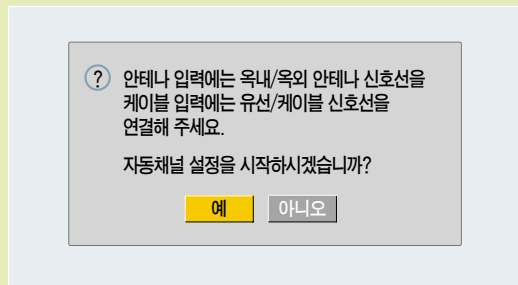 ? 안테나 입력에는 옥내/옥외 안테나 신호선을
케이블 입력에는 유선/케이블 신호선을
연결해 주세요.
자동채널 설정을 시작하시겠습니까?
예 아니오